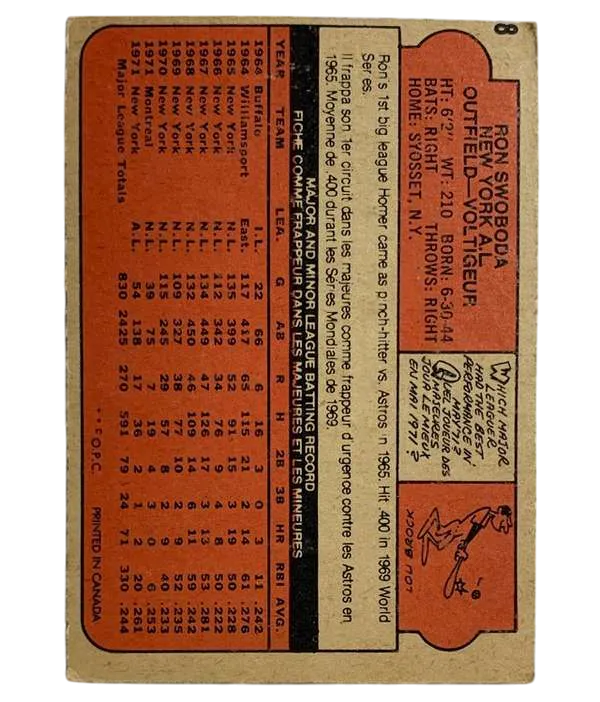 8
RON SWOBODA
NEW YORK A.L.
OUTFIELD—VOLTIGEUR
HT: 6'2" WT: 210 BORN: 6-30-44
BATS: RIGHT THROWS: RIGHT
HOME: SYOSSET, N.Y.
WHICH MAJOR
LEAGUER
HAD THE BEST
PERFORMANCE IN
MAY 71?
QUEL JOUEUR DES
MAJEURES
JOUA LE MIEUX
EN MAI 1971?
LOU BROCK
Ron's 1st big league Homer came as pinch-hitter vs. Astros in 1965. Hit .400 in 1969 World
Series.
Il frappa son 1er circuit dans les majeures comme frappeur d'urgence contre les Astros en
1965. Moyenne de .400 durant les Séries Mondiales de 1969.
MAJOR AND MINOR LEAGUE BATTING RECORD
FICHE COMME FRAPPEUR DANS LES MAJEURES ET LES MINEURES
YEAR TEAM LEA. G AB R H 2B 3B HR RBI AVG.
1964 Buffalo I.L. 22 66 6 16 3 0 3 11 .242
1964 Williamsport East. 117 417 65 115 21 2 14 61 .276
1965 New York N.L. 135 399 52 91 15 3 19 50 .228
1966 New York N.L. 112 342 34 76 9 4 8 50 .222
1967 New York N.L. 134 449 47 126 17 3 13 53 .281
1968 New York N.L. 132 450 46 109 14 6 11 59 .242
1969 New York N.L. 109 327 38 77 10 2 9 52 .235
1970 New York N.L. 115 245 29 57 8 2 9 40 .233
1971 Montreal N.L. 39 75 7 19 4 3 0 6 .253
1971 New York A.L. 54 138 17 36 2 1 2 20 .261
Major League Totals 830 2425 270 591 79 24 71 330 .244
**© O.P.C. PRINTED IN CANADA